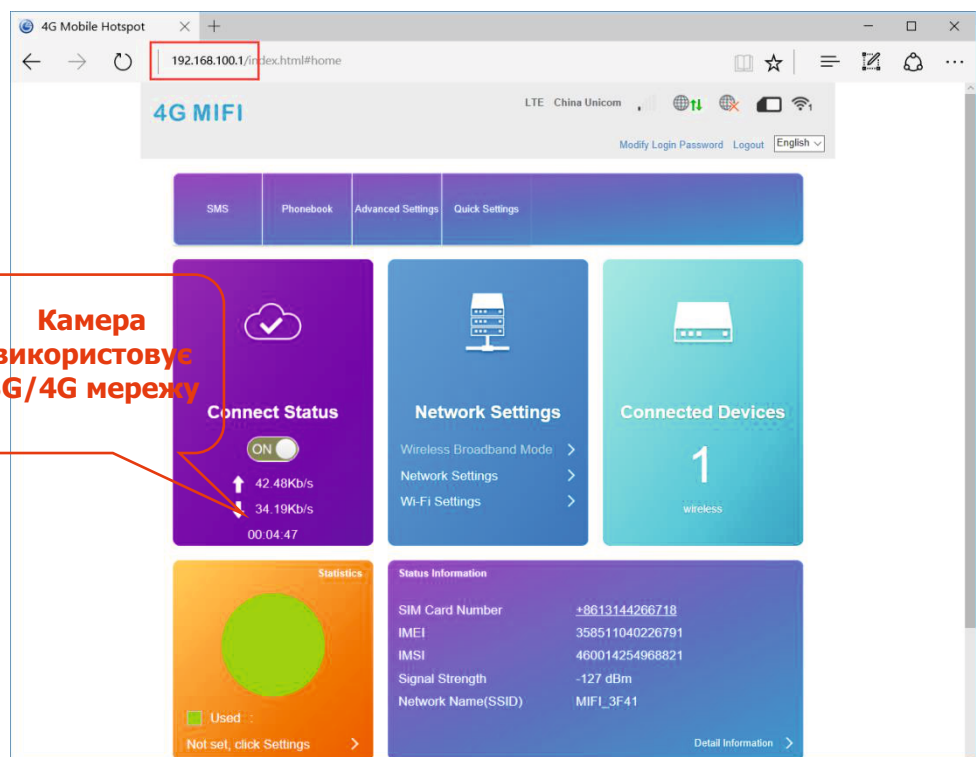 4G Mobile Hotspot
192.168.100.1/index.html#home
4G MIFI
LTE China Unicom
1
Modify Login Password Logout English
SMS Phonebook Advanced Settings Quick Settings
Камера
використовує
G/4G мережу
Connect Status
ON
42.48Kb/s
34.19Kb/s
00:04:47
Network Settings
Wireless Broadband Mode
Network Settings
Wi-Fi Settings
Connected Devices
1
wireless
Statistics
Used :
Not set, click Settings
Status Information
SIM Card Number +8613144266718
IMEI 358511040226791
IMSI 460014254968821
Signal Strength -127 dBm
Network Name(SSID) MIFI_3F41
Detail Information